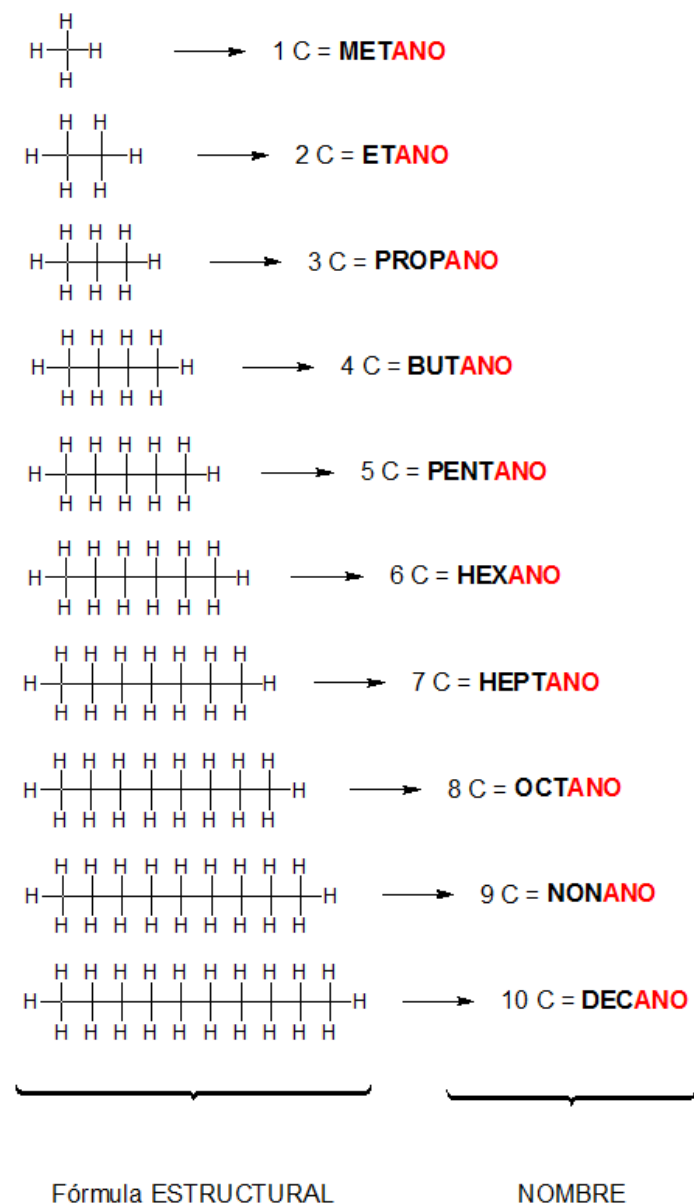 H
H H
H
1 C = METANO
H H
H H
H H
2 C = ETANO
H H H
H H
H H H
3 C = PROPANO
H H H H
H H
H H H H
4 C = BUTANO
H H H H H
H H
H H H H H
5 C = PENTANO
H H H H H H
H H
H H H H H H
6 C = HEXANO
H H H H H H H
H H
H H H H H H H
7 C = HEPTANO
H H H H H H H H
H H
H H H H H H H H
8 C = OCTANO
H H H H H H H H H
H H
H H H H H H H H H
9 C = NONANO
H H H H H H H H H H
H H
H H H H H H H H H H
10 C = DECANO
Fórmula ESTRUCTURAL
NOMBRE